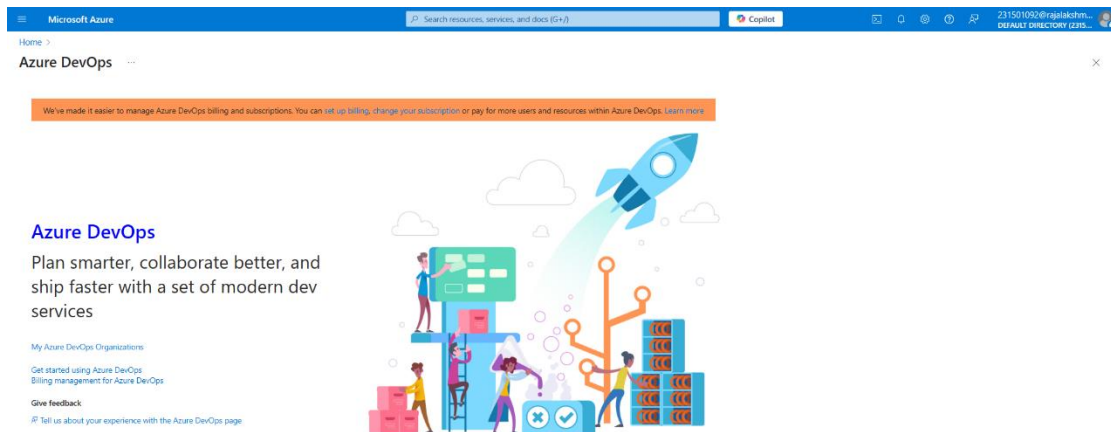 Microsoft Azure
Search resources, services, and docs (G+/)
Copilot
231501092@rajalakshm...
DEFAULT DIRECTORY (2315...
Home >
Azure DevOps ...
We've made it easier to manage Azure DevOps billing and subscriptions. You can set up billing, change your subscription or pay for more users and resources within Azure DevOps. Learn more
Azure DevOps
Plan smarter, collaborate better, and
ship faster with a set of modern dev
services
My Azure DevOps Organizations
Get started using Azure DevOps
Billing management for Azure DevOps
Give feedback
Tell us about your experience with the Azure DevOps page